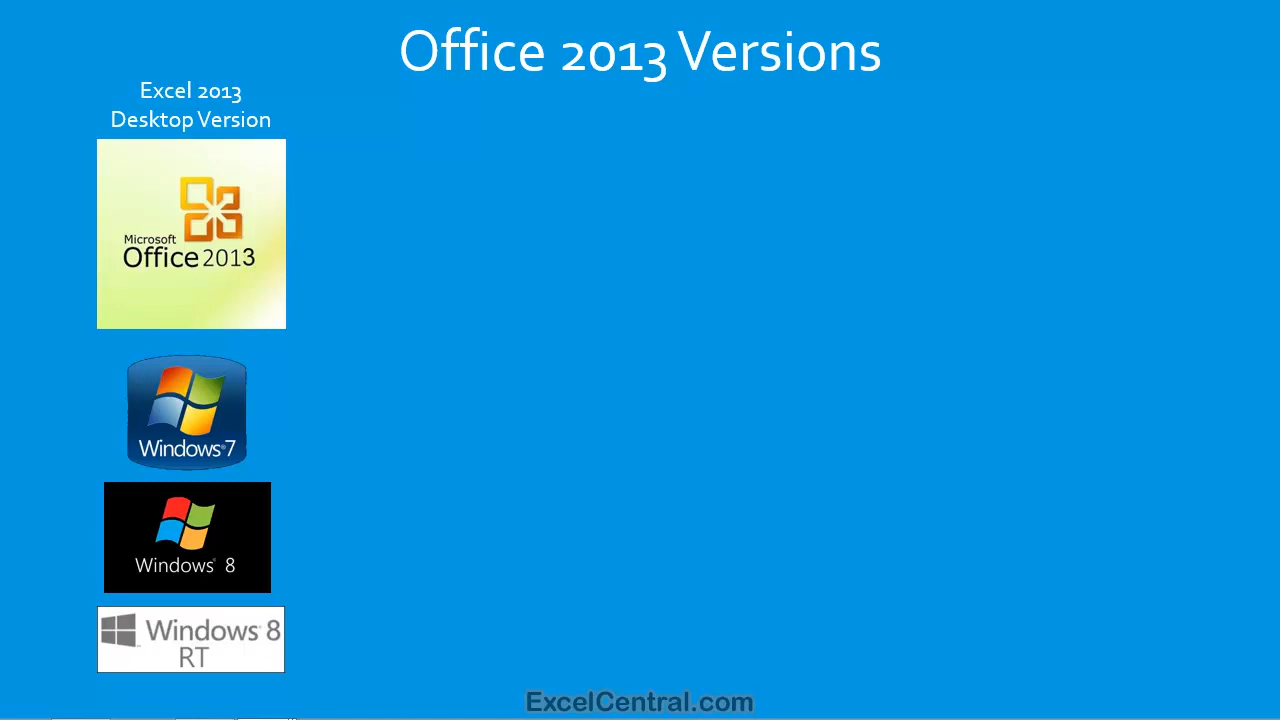 Office 2013 Versions
Excel 2013
Desktop Version
Microsoft
Office 2013
Windows 7
Windows 8
Windows 8
RT
ExcelCentral.com